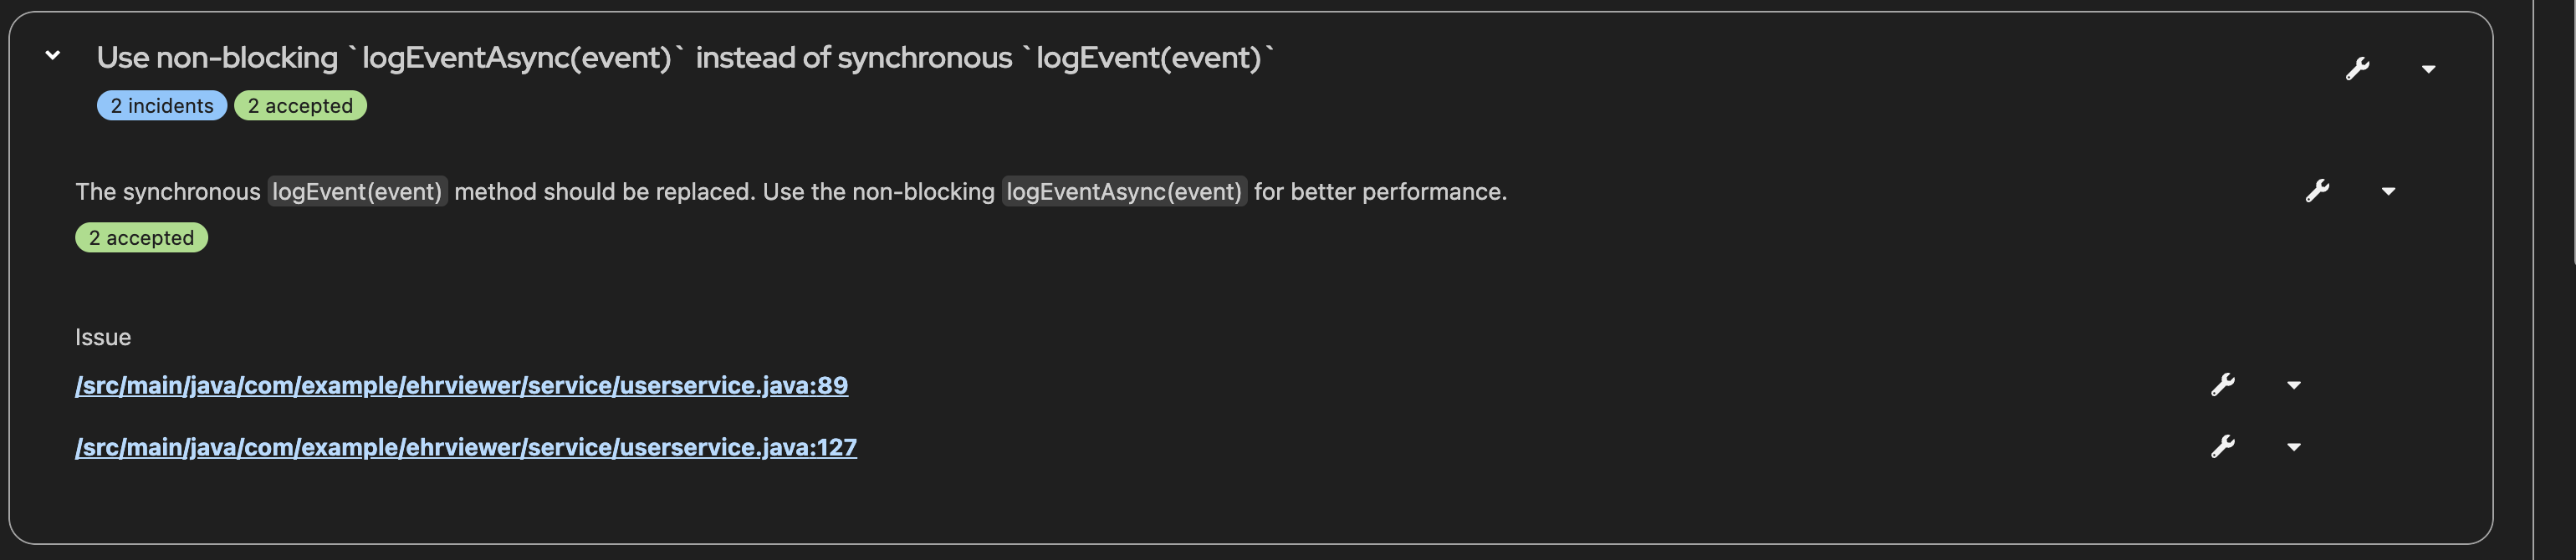 Use non-blocking `logEventAsync(event)` instead of synchronous `logEvent(event)`
2 incidents 2 accepted
The synchronous logEvent(event) method should be replaced. Use the non-blocking logEventAsync(event) for better performance.
2 accepted
Issue
/src/main/java/com/example/ehrviewer/service/userservice.java:89
/src/main/java/com/example/ehrviewer/service/userservice.java:127